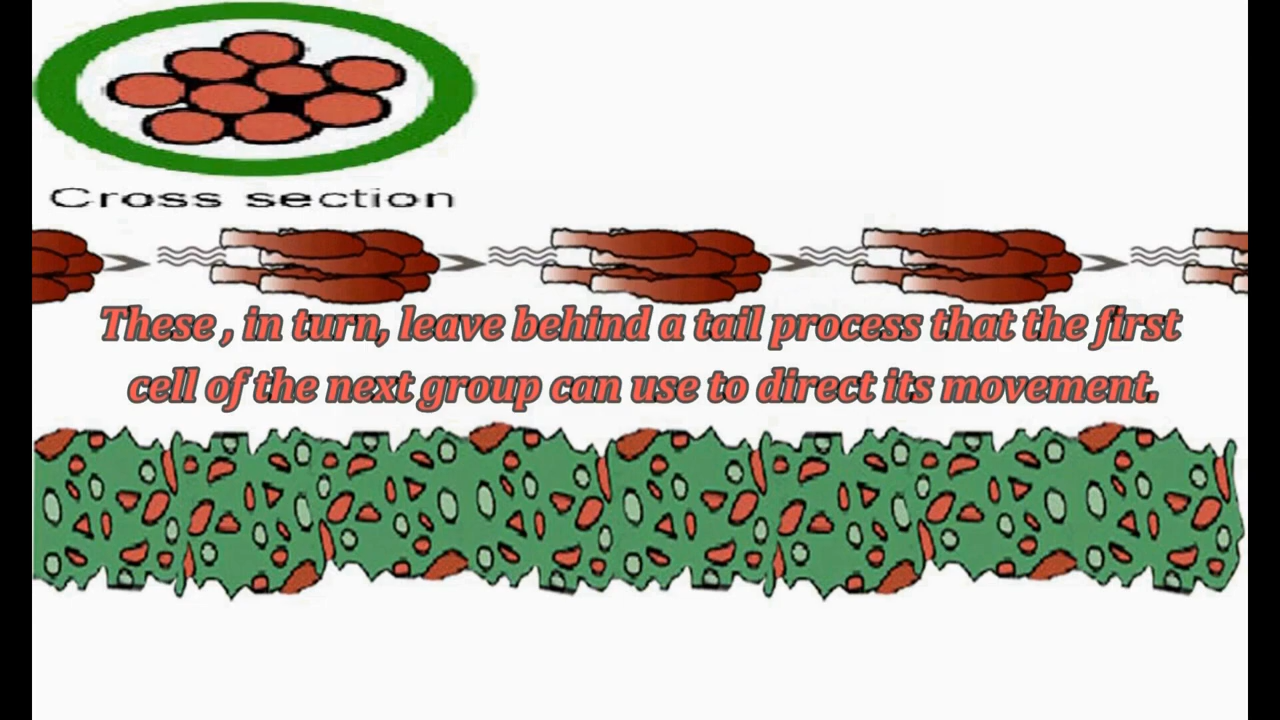 Cross section
These , in turn, leave behind a tail process that the first
cell of the next group can use to direct its movement.